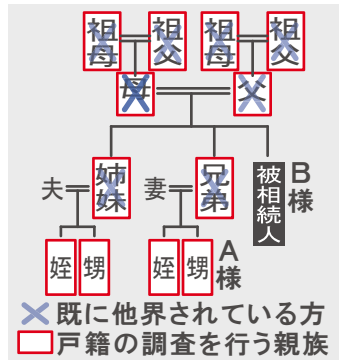 祖母 祖父 祖母 祖父
母 父
夫 姉妹 妻 兄弟 被相続人 B様
姪 甥 姪 甥 A様
既に他界されている方
戸籍の調査を行う親族